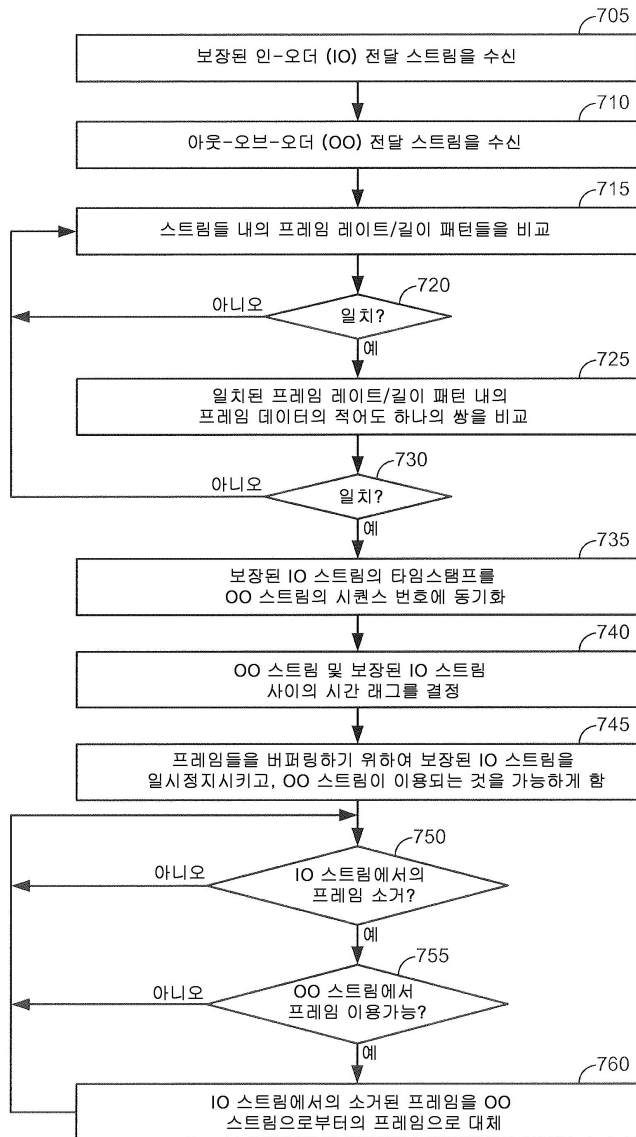 705
보장된 인-오더 (IO) 전달 스트림을 수신
710
아웃-오브-오더 (OO) 전달 스트림을 수신
715
스트림들 내의 프레임 레이트/길이 패턴들을 비교
720
아니오
일치?
예
725
일치된 프레임 레이트/길이 패턴 내의
프레임 데이터의 적어도 하나의 쌍을 비교
730
아니오
일치?
예
735
보장된 IO 스트림의 타임스탬프를
OO 스트림의 시퀀스 번호에 동기화
740
OO 스트림 및 보장된 IO 스트림
사이의 시간 래그를 결정
745
프레임들을 버퍼링하기 위하여 보장된 IO 스트림을
일시정지시키고, OO 스트림이 이용되는 것을 가능하게 함
750
아니오
IO 스트림에서의
프레임 소거?
예
755
아니오
OO 스트림에서
프레임 이용가능?
예
760
IO 스트림에서의 소거된 프레임을 OO
스트림으로부터의 프레임으로 대체